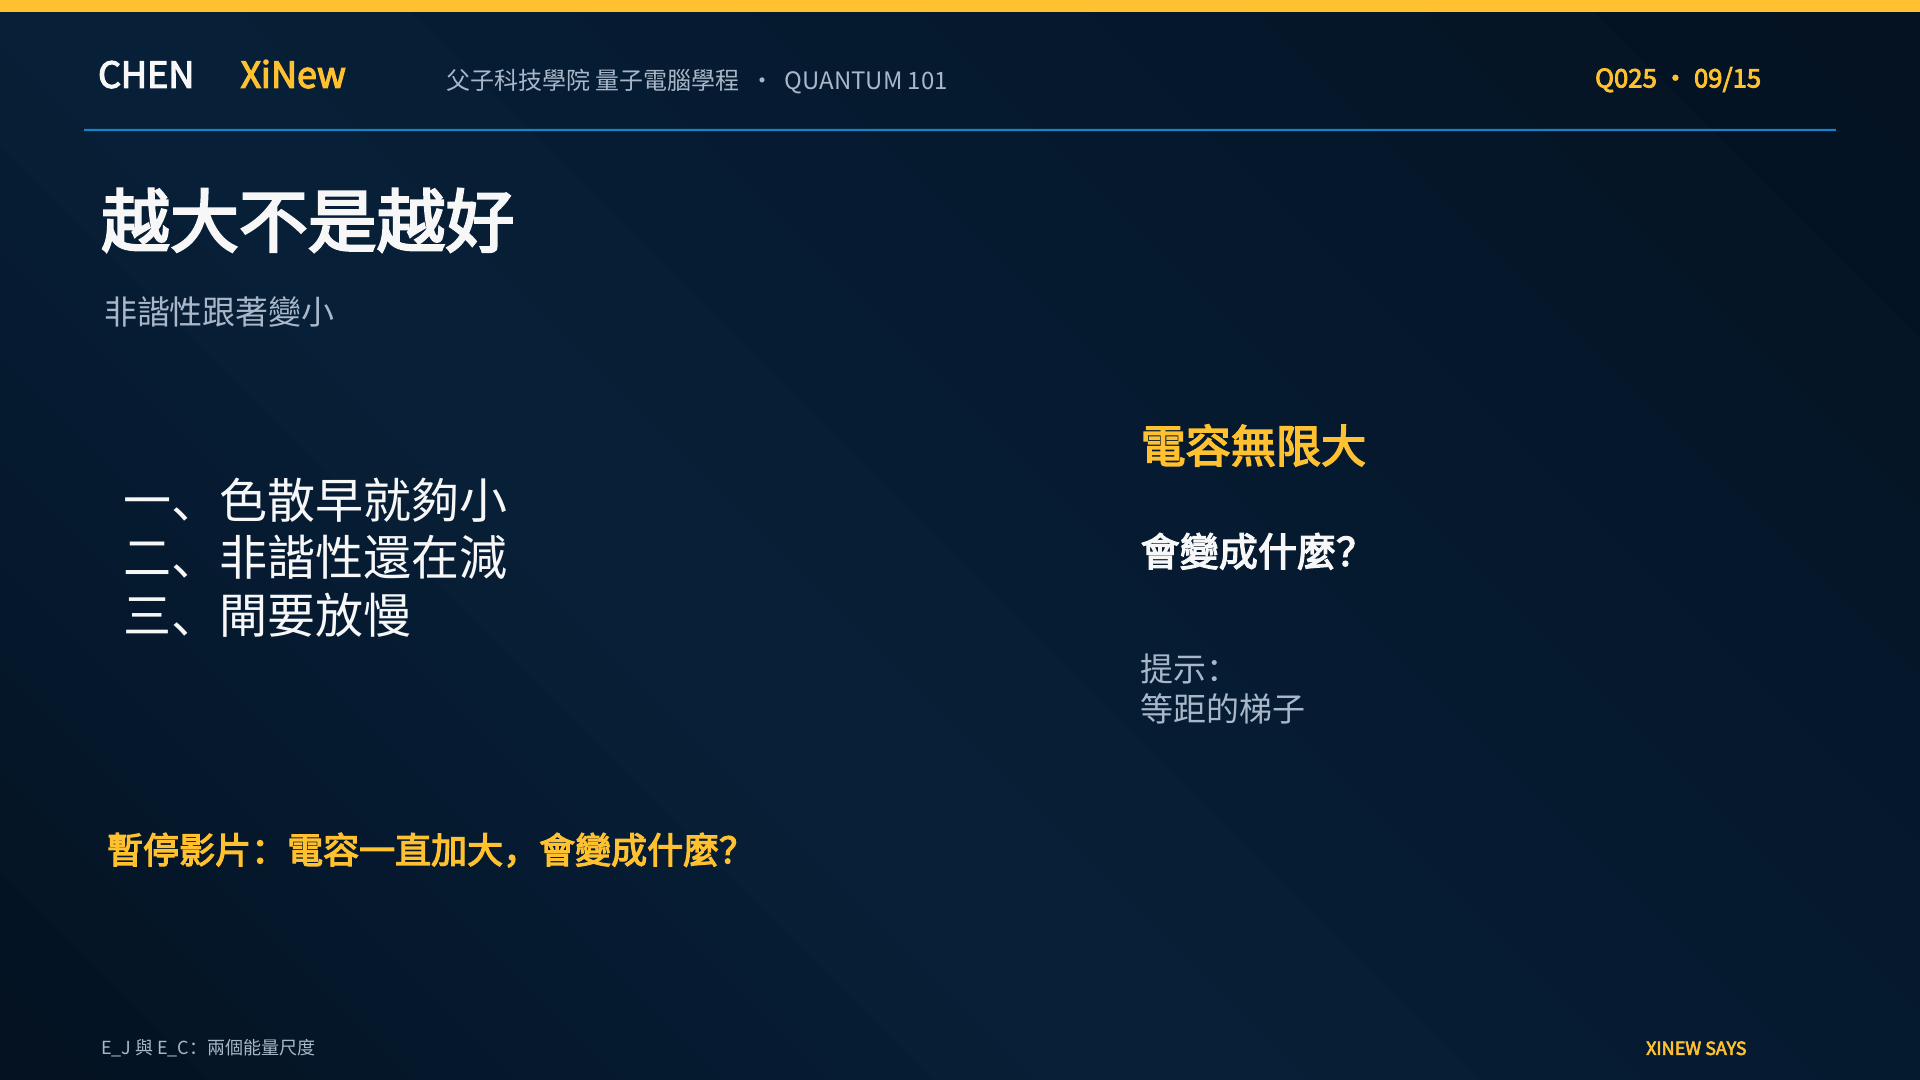 CHEN XiNew 父子科技學院 量子電腦學程 · QUANTUM 101 Q025 · 09/15
越大不是越好
非諧性跟著變小
一、色散早就夠小
二、非諧性還在減
三、閘要放慢
電容無限大
會變成什麼？
提示：
等距的梯子
暫停影片：電容一直加大，會變成什麼？
E_J 與 E_C：兩個能量尺度
XINEW SAYS